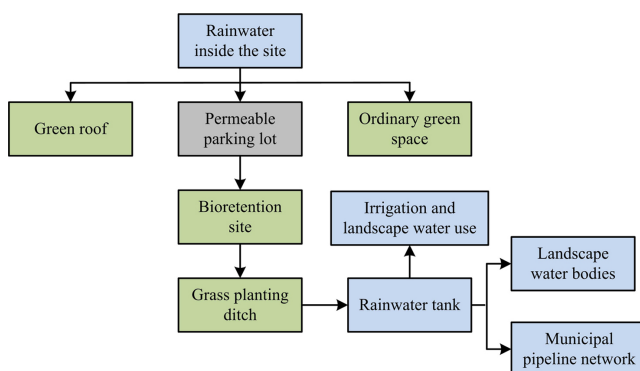 Rainwater
inside the site
Green roof
Permeable
parking lot
Ordinary green
space
Bioretention
site
Irrigation and
landscape water use
Landscape
water bodies
Grass planting
ditch
Rainwater tank
Municipal
pipeline network